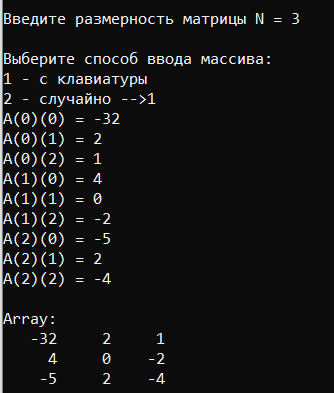 Введите размерность матрицы N = 3
Выберите способ ввода массива:
1 - с клавиатуры
2 - случайно -->1
A(0)(0) = -32
A(0)(1) = 2
A(0)(2) = 1
A(1)(0) = 4
A(1)(1) = 0
A(1)(2) = -2
A(2)(0) = -5
A(2)(1) = 2
A(2)(2) = -4
Array:
-32 2 1
4 0 -2
-5 2 -4